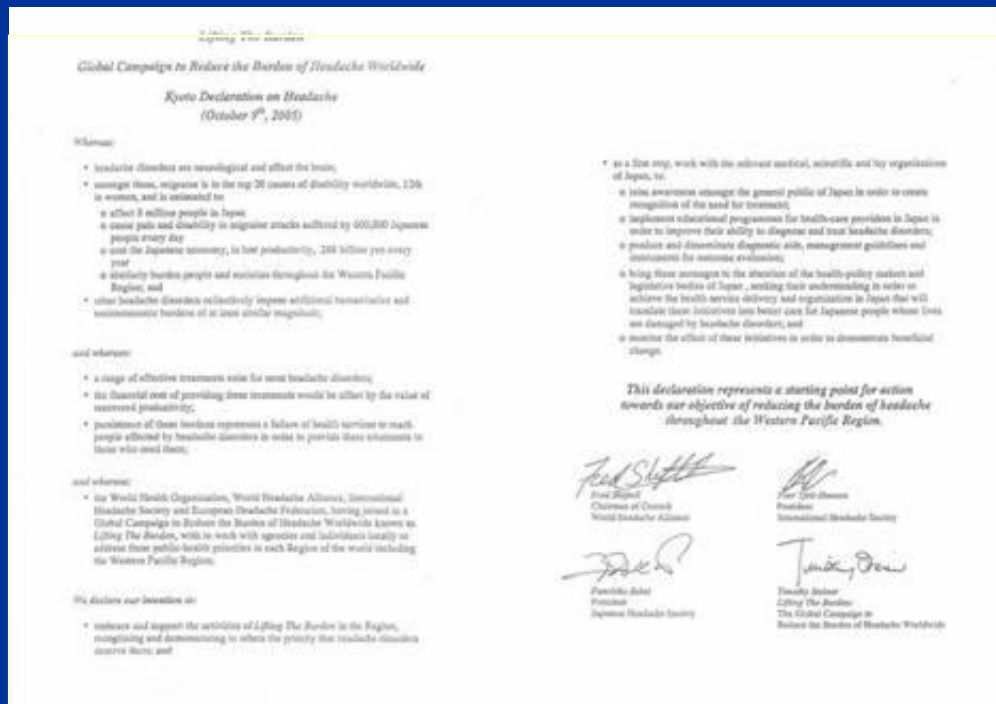 Lifting The Burden
Global Campaign to Reduce the Burden of Headache Worldwide
Kyoto Declaration on Headache
(October 9th, 2005)
Whereas:
• headache disorders are neurological and affect the brain;
• amongst these, migraine is in the top 20 causes of disability worldwide, 12th
in women, and is estimated to:
o affect 8 million people in Japan
o cause pain and disability in migraine attacks suffered by 600,000 Japanese
people every day
o cost the Japanese economy, in lost productivity, 288 billion yen every
year
o similarly burden people and societies throughout the Western Pacific
Region; and
• other headache disorders collectively impose additional humanitarian and
socioeconomic burdens of at least similar magnitude;
and whereas:
• a range of effective treatments exist for most headache disorders;
• the financial cost of providing these treatments would be offset by the value of
recovered productivity;
• persistence of these burdens represents a failure of health services to reach
people affected by headache disorders in order to provide these treatments to
those who need them;
and whereas:
• the World Health Organization, World Headache Alliance, International
Headache Society and European Headache Federation, having joined in a
Global Campaign to Reduce the Burden of Headache Worldwide known as
Lifting The Burden, wish to work with agencies and individuals locally to
address these public-health priorities in each Region of the world including
the Western Pacific Region;
We declare our intention to:
• embrace and support the activities of Lifting The Burden in the Region,
recognizing and demonstrating to others the priority that headache disorders
deserve there; and
• as a first step, work with the relevant medical, scientific and lay organizations
of Japan, to:
o raise awareness amongst the general public of Japan in order to create
recognition of the need for treatment;
o implement educational programmes for health-care providers in Japan in
order to improve their ability to diagnose and treat headache disorders;
o produce and disseminate diagnostic aids, management guidelines and
instruments for outcome evaluation;
o bring these messages to the attention of the health-policy makers and
legislative bodies of Japan, seeking their understanding in order to
achieve the health service delivery and organization in Japan that will
translate these initiatives into better care for Japanese people whose lives
are damaged by headache disorders; and
o monitor the effect of these initiatives in order to demonstrate beneficial
change.
This declaration represents a starting point for action
towards our objective of reducing the burden of headache
throughout the Western Pacific Region.
Fred Sheftell
Chairman of Council
World Headache Alliance
President
International Headache Society
Fumihiko Sakai
President
Japanese Headache Society
Timothy Steiner
Lifting The Burden:
The Global Campaign to
Reduce the Burden of Headache Worldwide